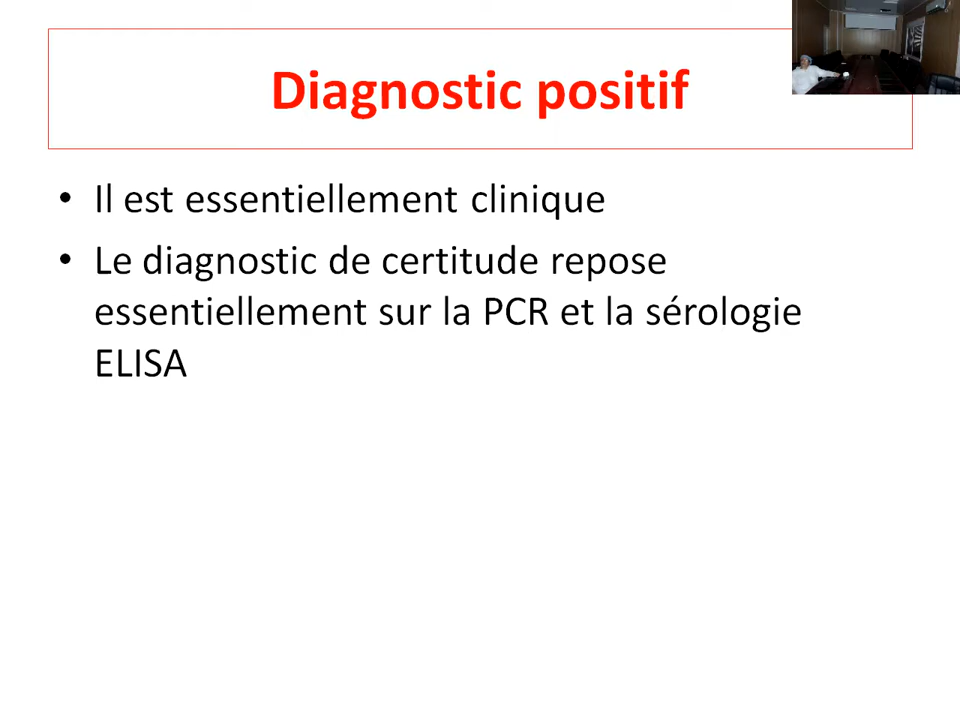 Diagnostic positif
• Il est essentiellement clinique
• Le diagnostic de certitude repose
essentiellement sur la PCR et la sérologie
ELISA